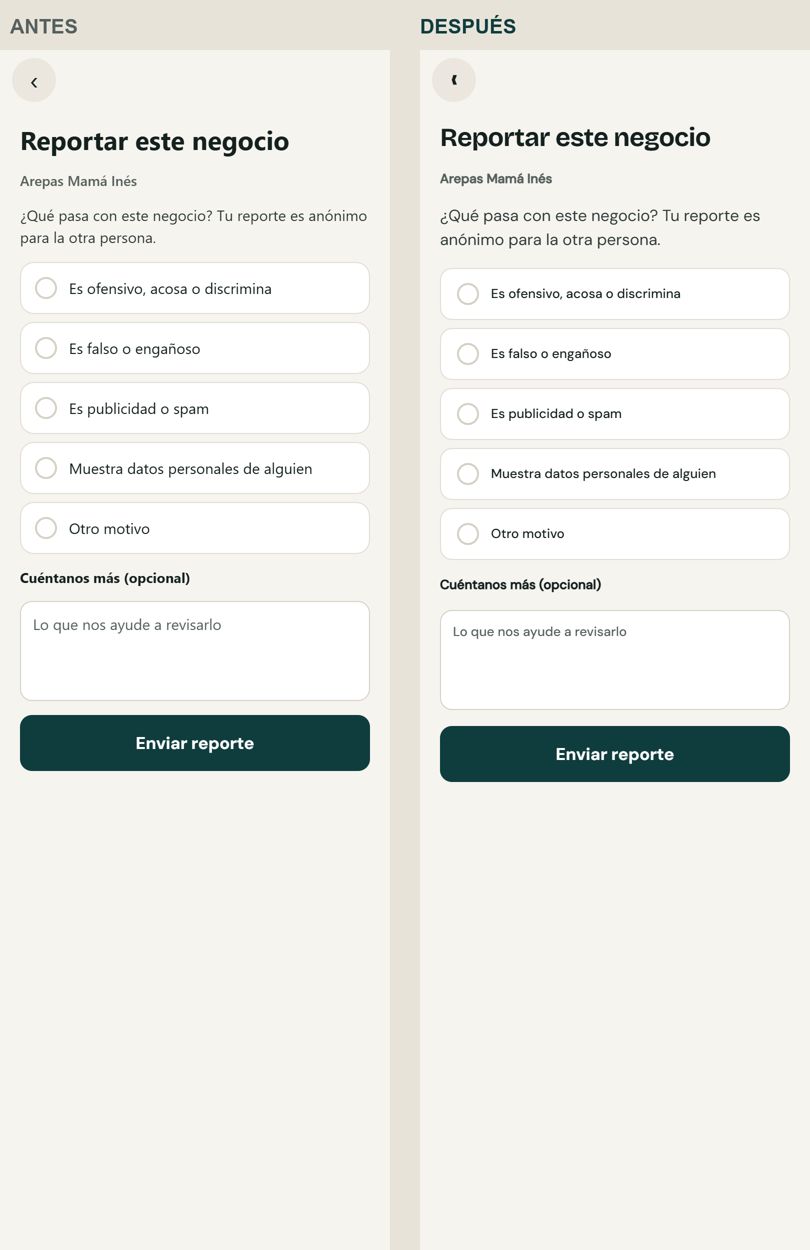 ANTES
‹
Reportar este negocio
Arepas Mamá Inés
¿Qué pasa con este negocio? Tu reporte es anónimo
para la otra persona.
Es ofensivo, acosa o discrimina
Es falso o engañoso
Es publicidad o spam
Muestra datos personales de alguien
Otro motivo
Cuéntanos más (opcional)
Lo que nos ayude a revisarlo
Enviar reporte
DESPUÉS
‹
Reportar este negocio
Arepas Mamá Inés
¿Qué pasa con este negocio? Tu reporte es
anónimo para la otra persona.
Es ofensivo, acosa o discrimina
Es falso o engañoso
Es publicidad o spam
Muestra datos personales de alguien
Otro motivo
Cuéntanos más (opcional)
Lo que nos ayude a revisarlo
Enviar reporte